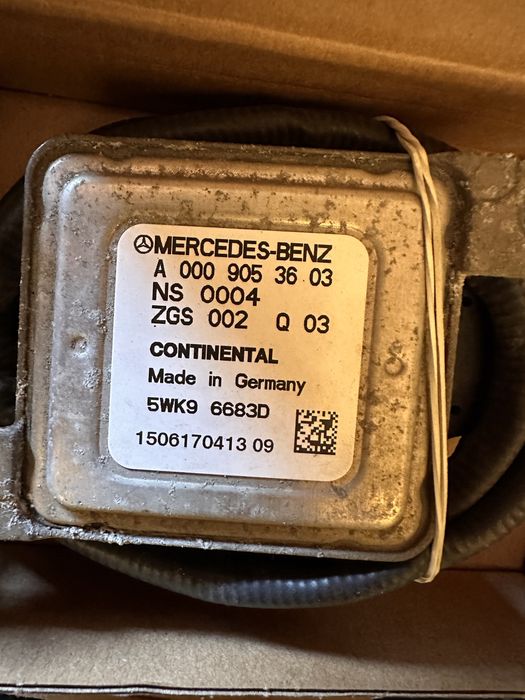 MERCEDES-BENZ
A 000 905 36 03
NS 0004
ZGS 002 Q 03
CONTINENTAL
Made in Germany
5WK9 6683D
1506170413 09